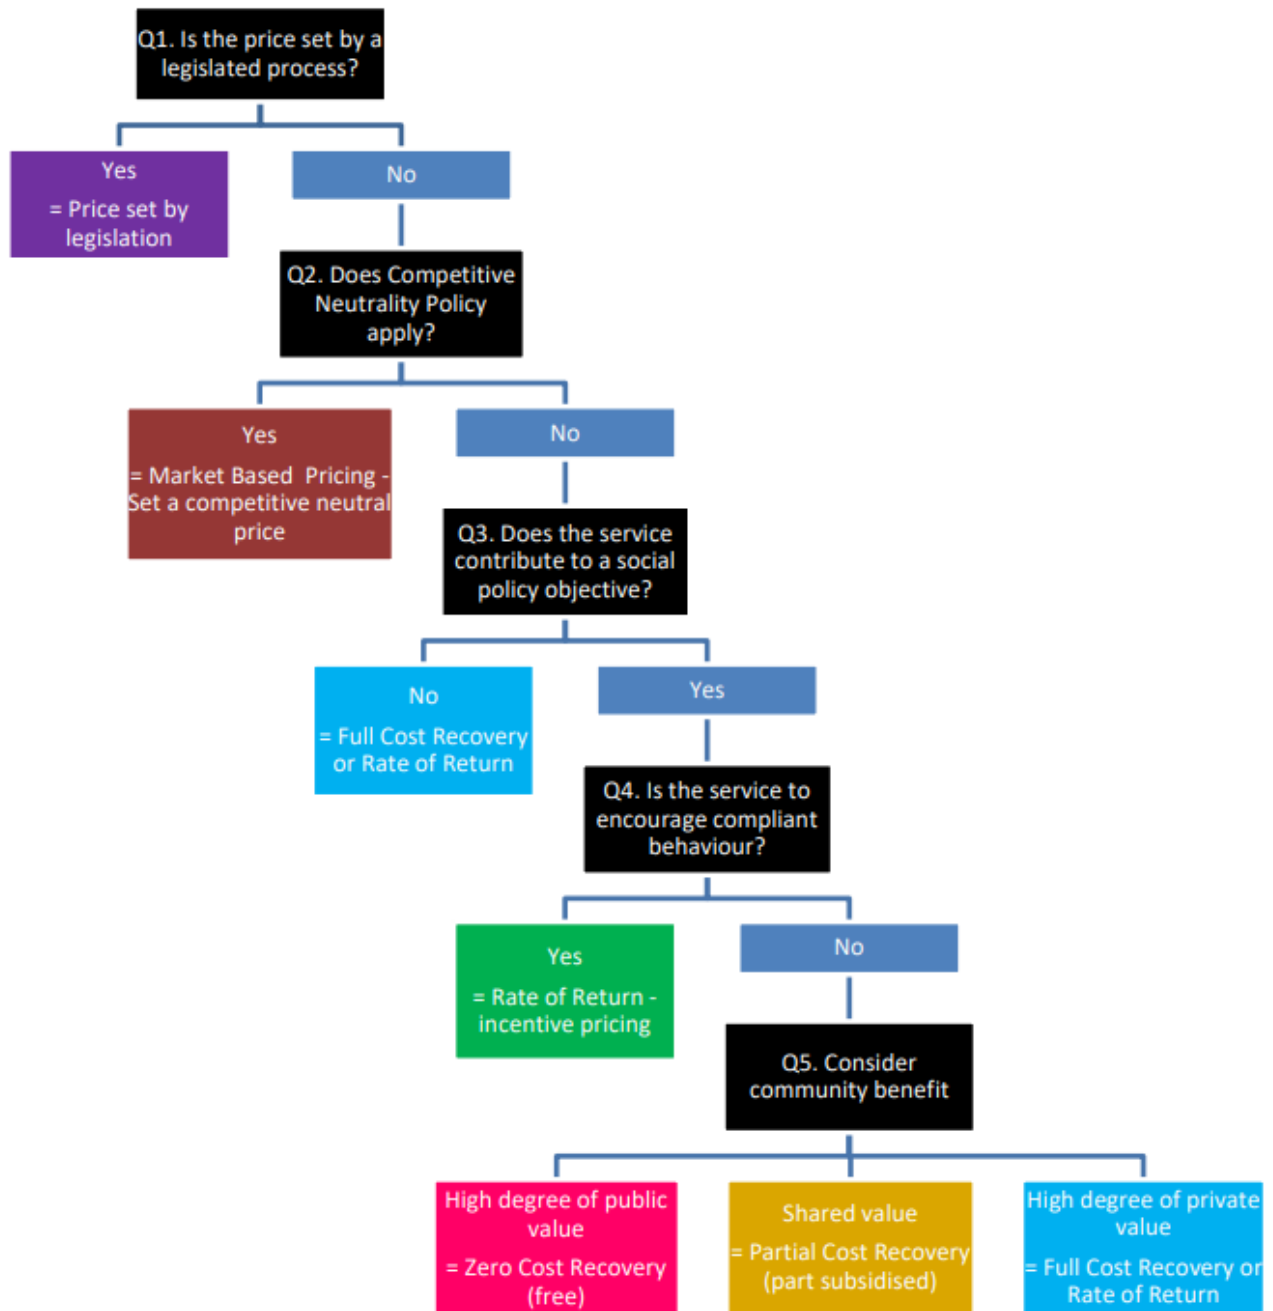 Q1. Is the price set by a
legislated process?
Yes
= Price set by
legislation
No
Q2. Does Competitive
Neutrality Policy
apply?
Yes
= Market Based Pricing -
Set a competitive neutral
price
No
Q3. Does the service
contribute to a social
policy objective?
No
= Full Cost Recovery
or Rate of Return
Yes
Q4. Is the service to
encourage compliant
behaviour?
Yes
= Rate of Return -
incentive pricing
No
Q5. Consider
community benefit
High degree of public
value
= Zero Cost Recovery
(free)
Shared value
= Partial Cost Recovery
(part subsidised)
High degree of private
value
= Full Cost Recovery or
Rate of Return